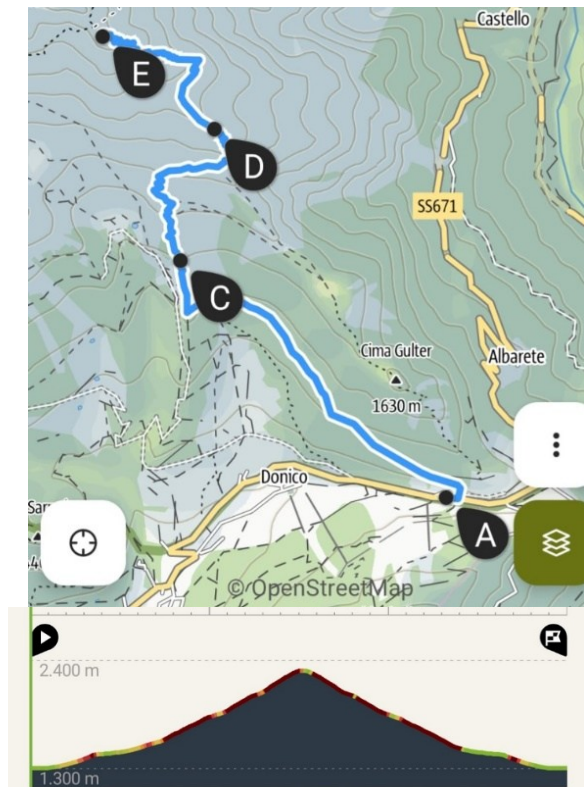 Castello
E
D
SS671
C
Cima Gulter
1630 m
Albarete
Donico
A
© OpenStreetMap
2.400 m
1.300 m